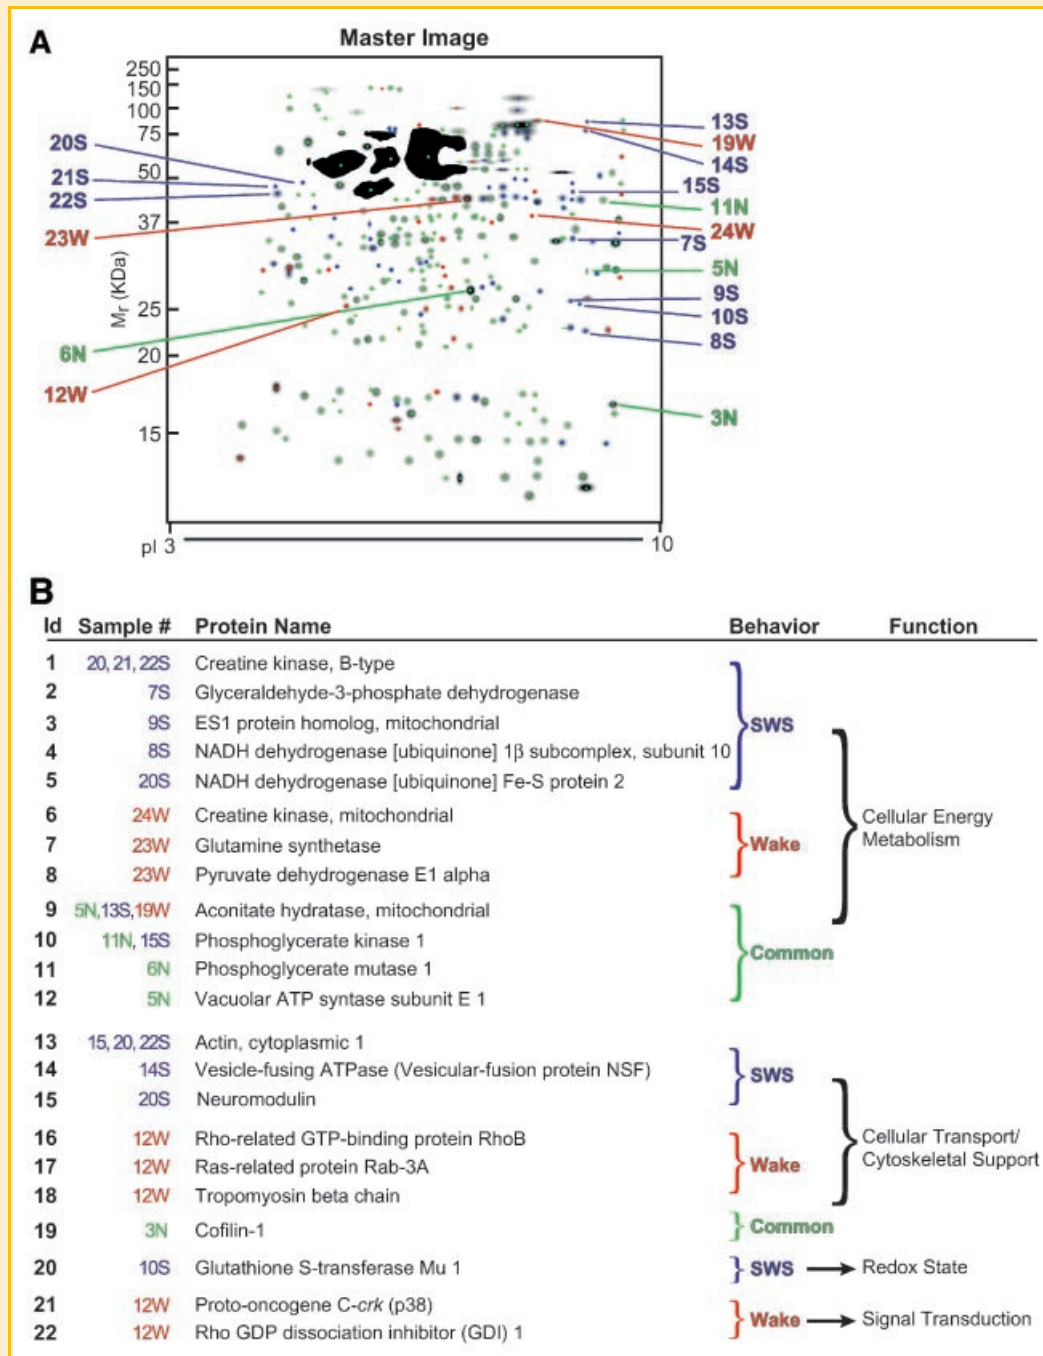 A
Master Image
250
150
100
75
50
37
25
20
15
Mr (KDa)
20S
21S
22S
23W
6N
12W
13S
19W
14S
15S
11N
24W
7S
5N
9S
10S
8S
3N
pI 3 10
B
Id Sample # Protein Name Behavior Function
1 20, 21, 22S Creatine kinase, B-type
2 7S Glyceraldehyde-3-phosphate dehydrogenase
3 9S ES1 protein homolog, mitochondrial SWS
4 8S NADH dehydrogenase [ubiquinone] 1β subcomplex, subunit 10
5 20S NADH dehydrogenase [ubiquinone] Fe-S protein 2
6 24W Creatine kinase, mitochondrial Cellular Energy
7 23W Glutamine synthetase Wake Metabolism
8 23W Pyruvate dehydrogenase E1 alpha
9 5N,13S,19W Aconitate hydratase, mitochondrial
10 11N, 15S Phosphoglycerate kinase 1 Common
11 6N Phosphoglycerate mutase 1
12 5N Vacuolar ATP syntase subunit E 1
13 15, 20, 22S Actin, cytoplasmic 1
14 14S Vesicle-fusing ATPase (Vesicular-fusion protein NSF) SWS
15 20S Neuromodulin
16 12W Rho-related GTP-binding protein RhoB Cellular Transport/
17 12W Ras-related protein Rab-3A Wake Cytoskeletal Support
18 12W Tropomyosin beta chain
19 3N Cofilin-1 Common
20 10S Glutathione S-transferase Mu 1 SWS Redox State
21 12W Proto-oncogene C-crk (p38)
22 12W Rho GDP dissociation inhibitor (GDI) 1 Wake Signal Transduction